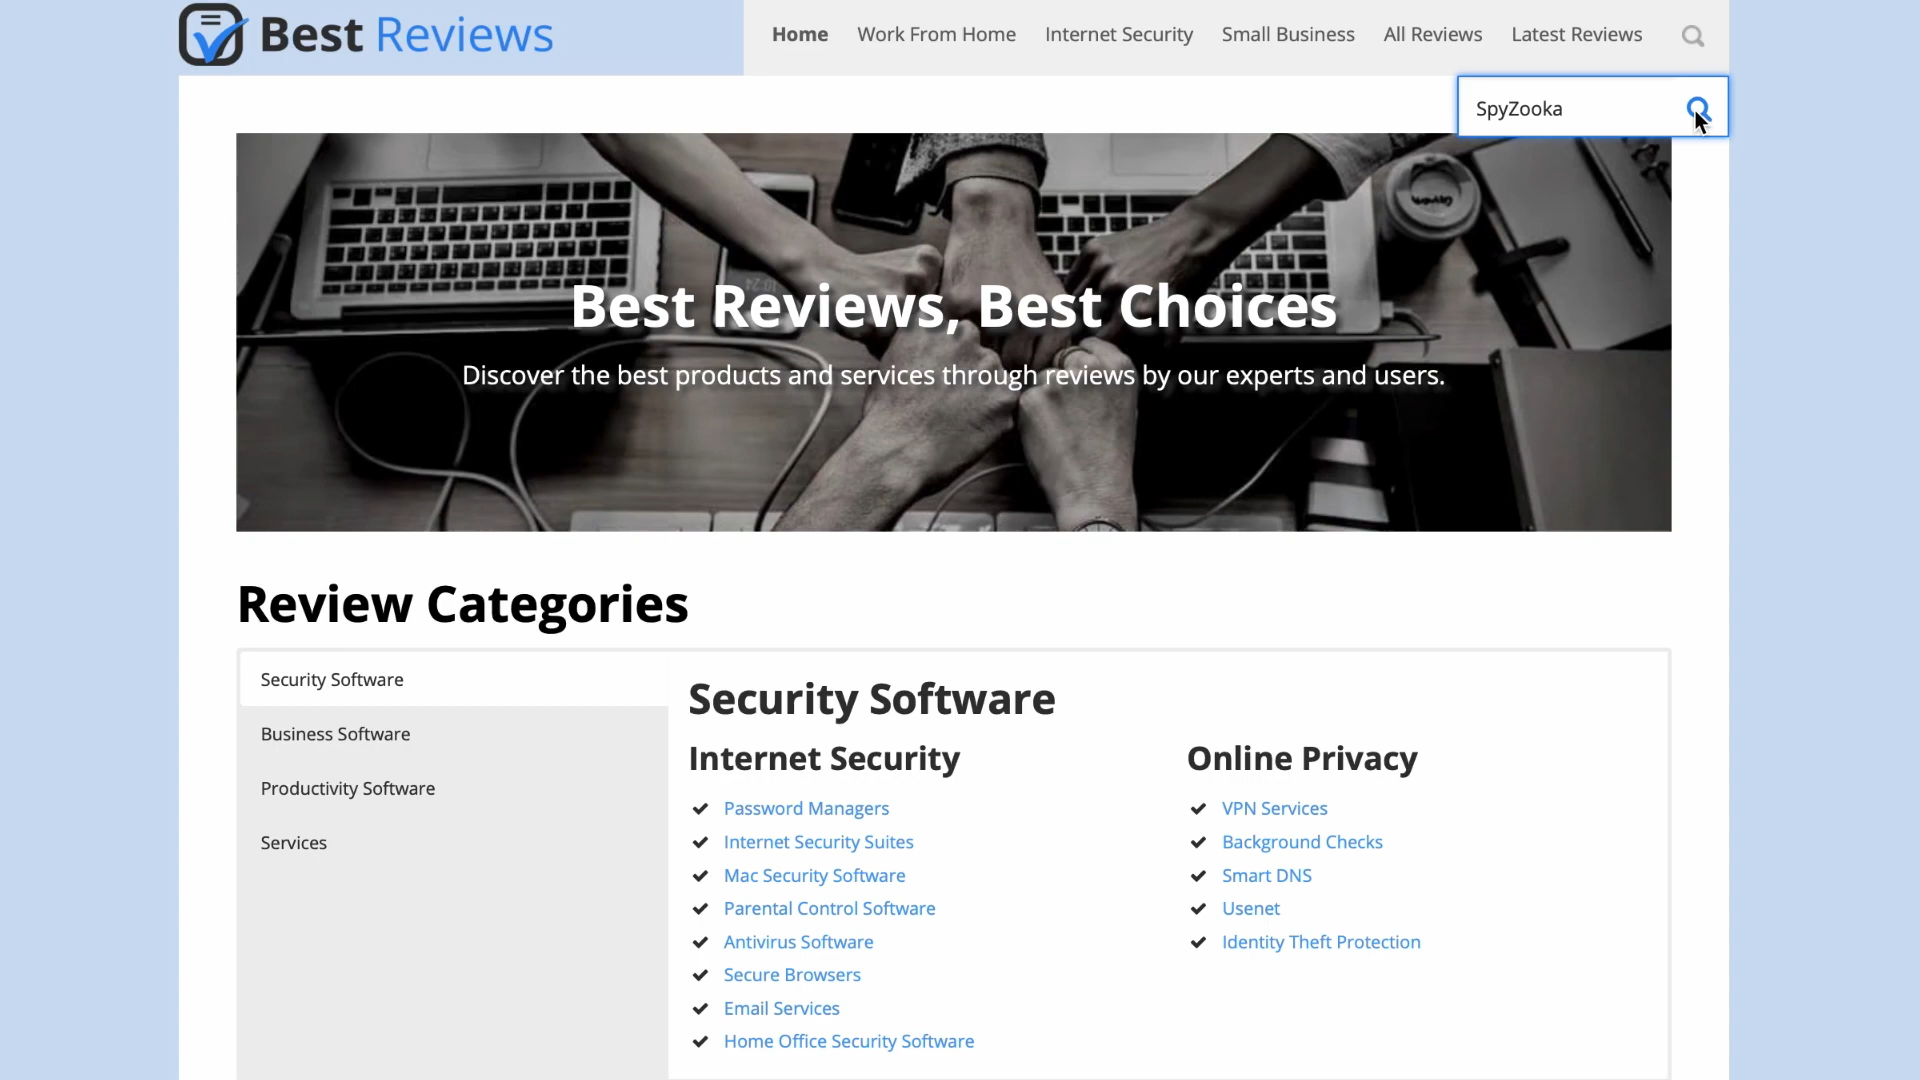 Best Reviews
Home Work From Home Internet Security Small Business All Reviews Latest Reviews
SpyZooka
Best Reviews, Best Choices
Discover the best products and services through reviews by our experts and users.
Review Categories
Security Software
Business Software
Productivity Software
Services
Security Software
Internet Security
Password Managers
Internet Security Suites
Mac Security Software
Parental Control Software
Antivirus Software
Secure Browsers
Email Services
Home Office Security Software
Online Privacy
VPN Services
Background Checks
Smart DNS
Usenet
Identity Theft Protection